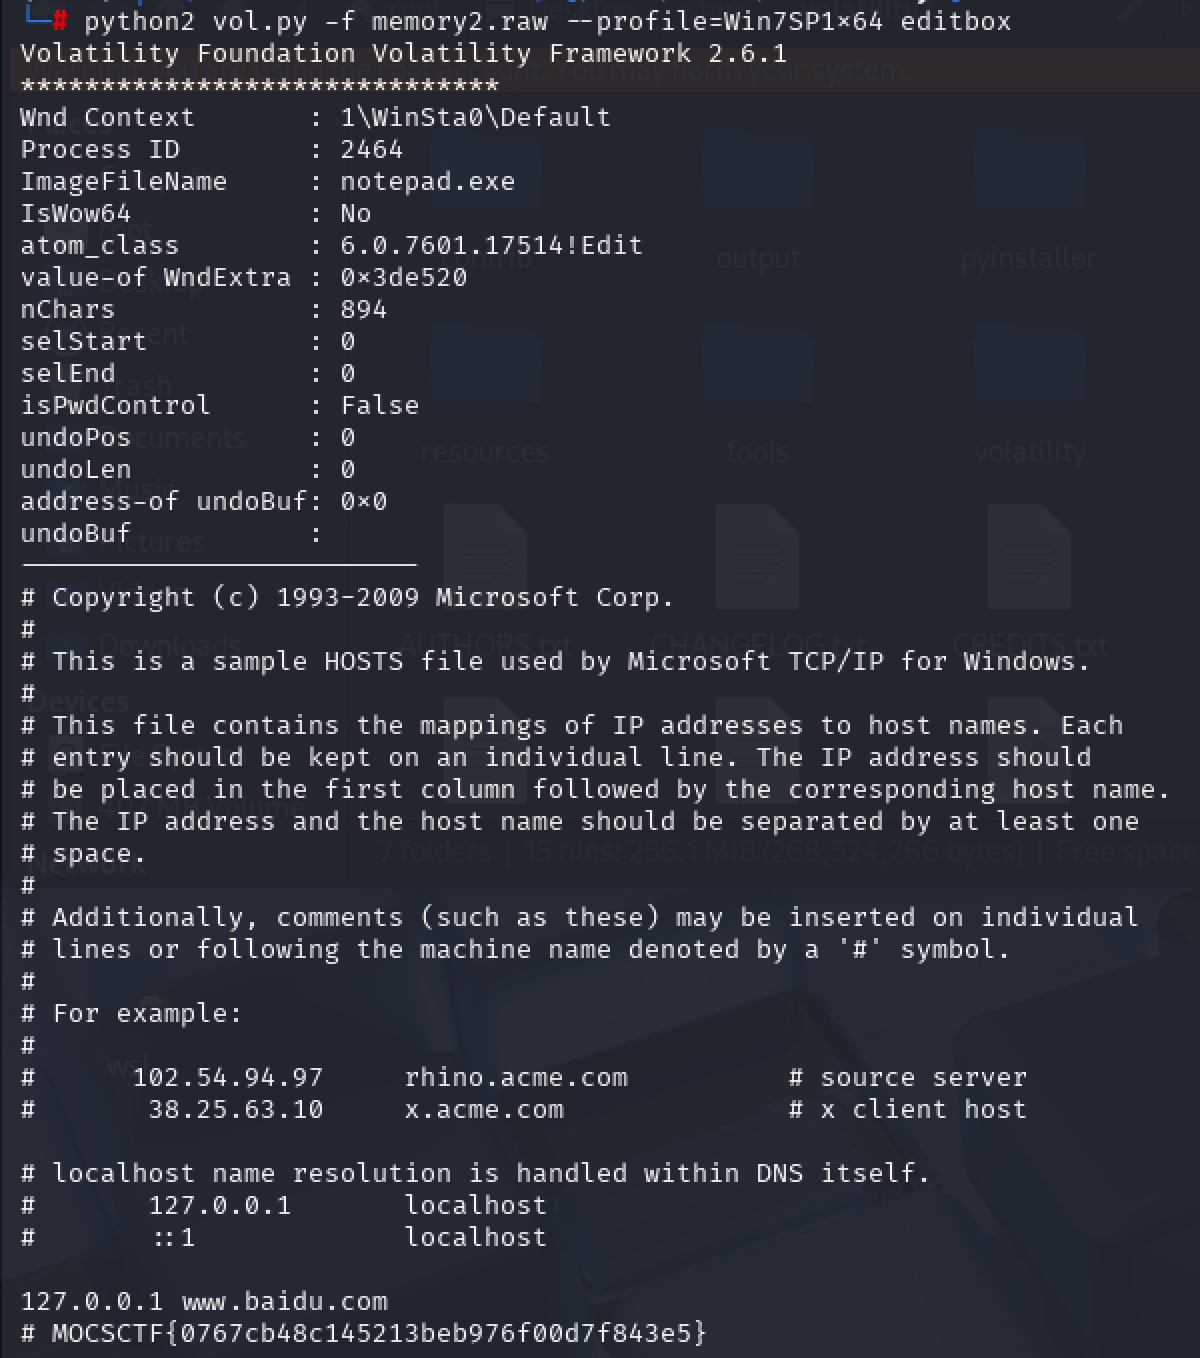 └─# python2 vol.py -f memory2.raw --profile=Win7SP1×64 editbox
Volatility Foundation Volatility Framework 2.6.1
******************************
Wnd Context       : 1\WinSta0\Default
Process ID        : 2464
ImageFileName     : notepad.exe
IsWow64           : No
atom_class        : 6.0.7601.17514!Edit
value-of WndExtra : 0×3de520
nChars            : 894
selStart          : 0
selEnd            : 0
isPwdControl      : False
undoPos           : 0
undoLen           : 0
address-of undoBuf: 0×0
undoBuf           :
-------------------------
# Copyright (c) 1993-2009 Microsoft Corp.
#
# This is a sample HOSTS file used by Microsoft TCP/IP for Windows.
#
# This file contains the mappings of IP addresses to host names. Each
# entry should be kept on an individual line. The IP address should
# be placed in the first column followed by the corresponding host name.
# The IP address and the host name should be separated by at least one
# space.
#
# Additionally, comments (such as these) may be inserted on individual
# lines or following the machine name denoted by a '#' symbol.
#
# For example:
#
#      102.54.94.97     rhino.acme.com          # source server
#       38.25.63.10     x.acme.com              # x client host

# localhost name resolution is handled within DNS itself.
#       127.0.0.1       localhost
#       ::1             localhost

127.0.0.1 www.baidu.com
# MOCSCTF{0767cb48c145213beb976f00d7f843e5}